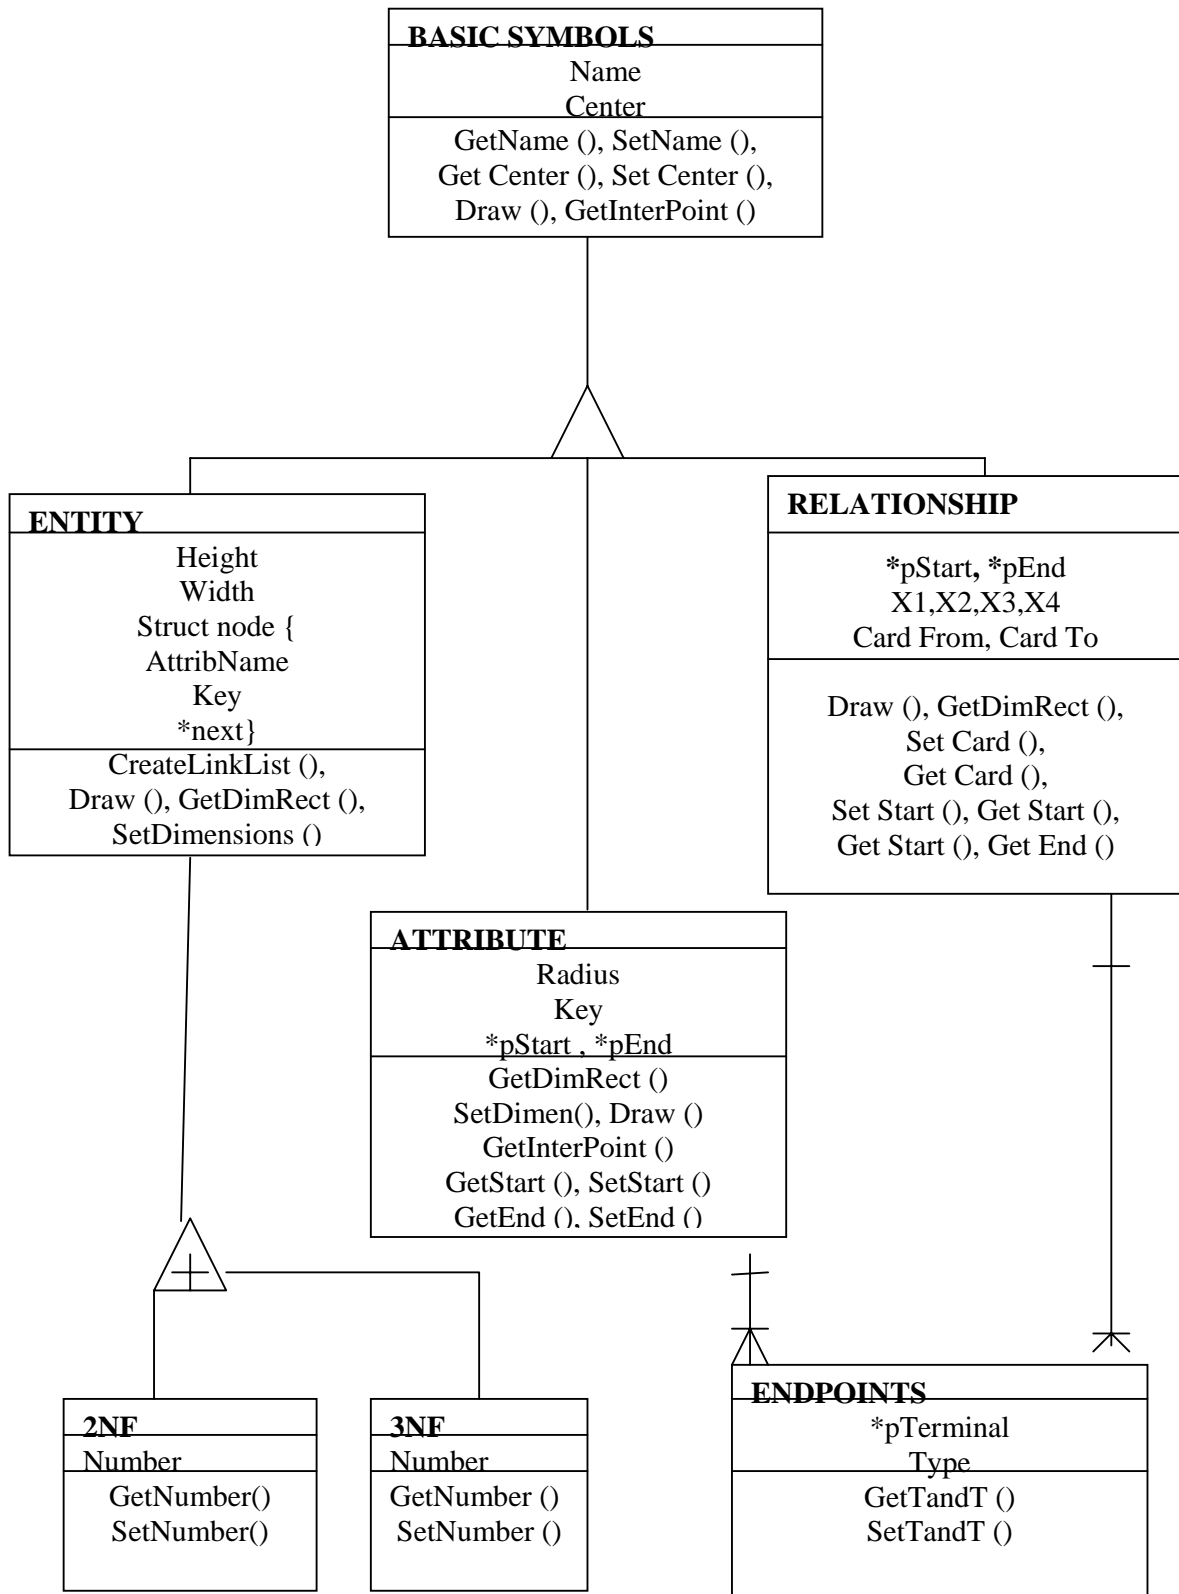 BASIC SYMBOLS
Name
Center
GetName (), SetName (),
Get Center (), Set Center (),
Draw (), GetInterPoint ()
ENTITY
Height
Width
Struct node {
AttribName
Key
*next}
CreateLinkList (),
Draw (), GetDimRect (),
SetDimensions ()
RELATIONSHIP
*pStart, *pEnd
X1,X2,X3,X4
Card From, Card To
Draw (), GetDimRect (),
Set Card (),
Get Card (),
Set Start (), Get Start (),
Get Start (), Get End ()
ATTRIBUTE
Radius
Key
*pStart , *pEnd
GetDimRect ()
SetDimen(), Draw ()
GetInterPoint ()
GetStart (), SetStart ()
GetEnd (), SetEnd ()
2NF
Number
GetNumber()
SetNumber()
3NF
Number
GetNumber ()
SetNumber ()
ENDPOINTS
*pTerminal
Type
GetTandT ()
SetTandT ()